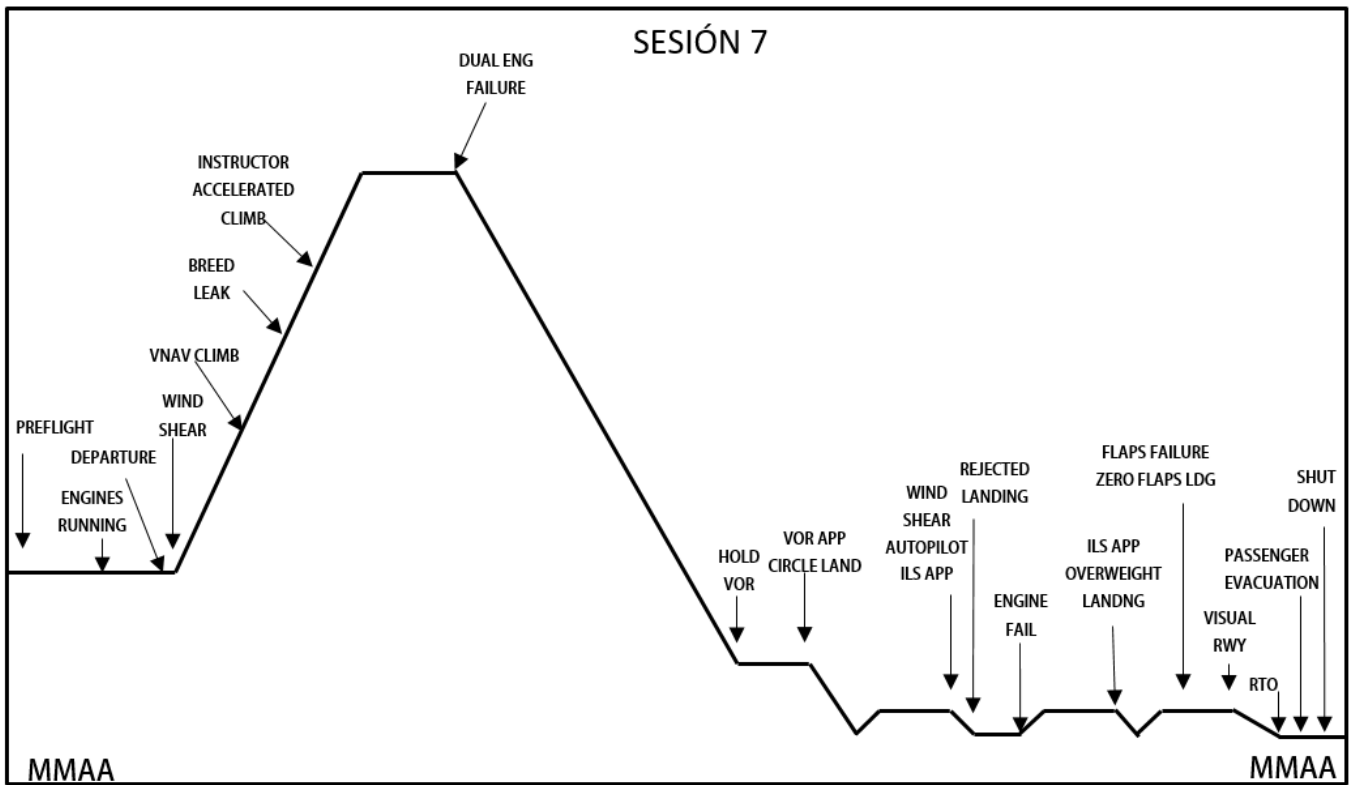 SESIÓN 7
DUAL ENG
FAILURE
INSTRUCTOR
ACCELERATED
CLIMB
BREED
LEAK
VNAV CLIMB
WIND
SHEAR
PREFLIGHT
DEPARTURE
ENGINES
RUNNING
HOLD
VOR
VOR APP
CIRCLE LAND
WIND
SHEAR
AUTOPILOT
ILS APP
REJECTED
LANDING
ENGINE
FAIL
ILS APP
OVERWEIGHT
LANDNG
FLAPS FAILURE
ZERO FLAPS LDG
VISUAL
RWY
RTO
PASSENGER
EVACUATION
SHUT
DOWN
MMAA
MMAA